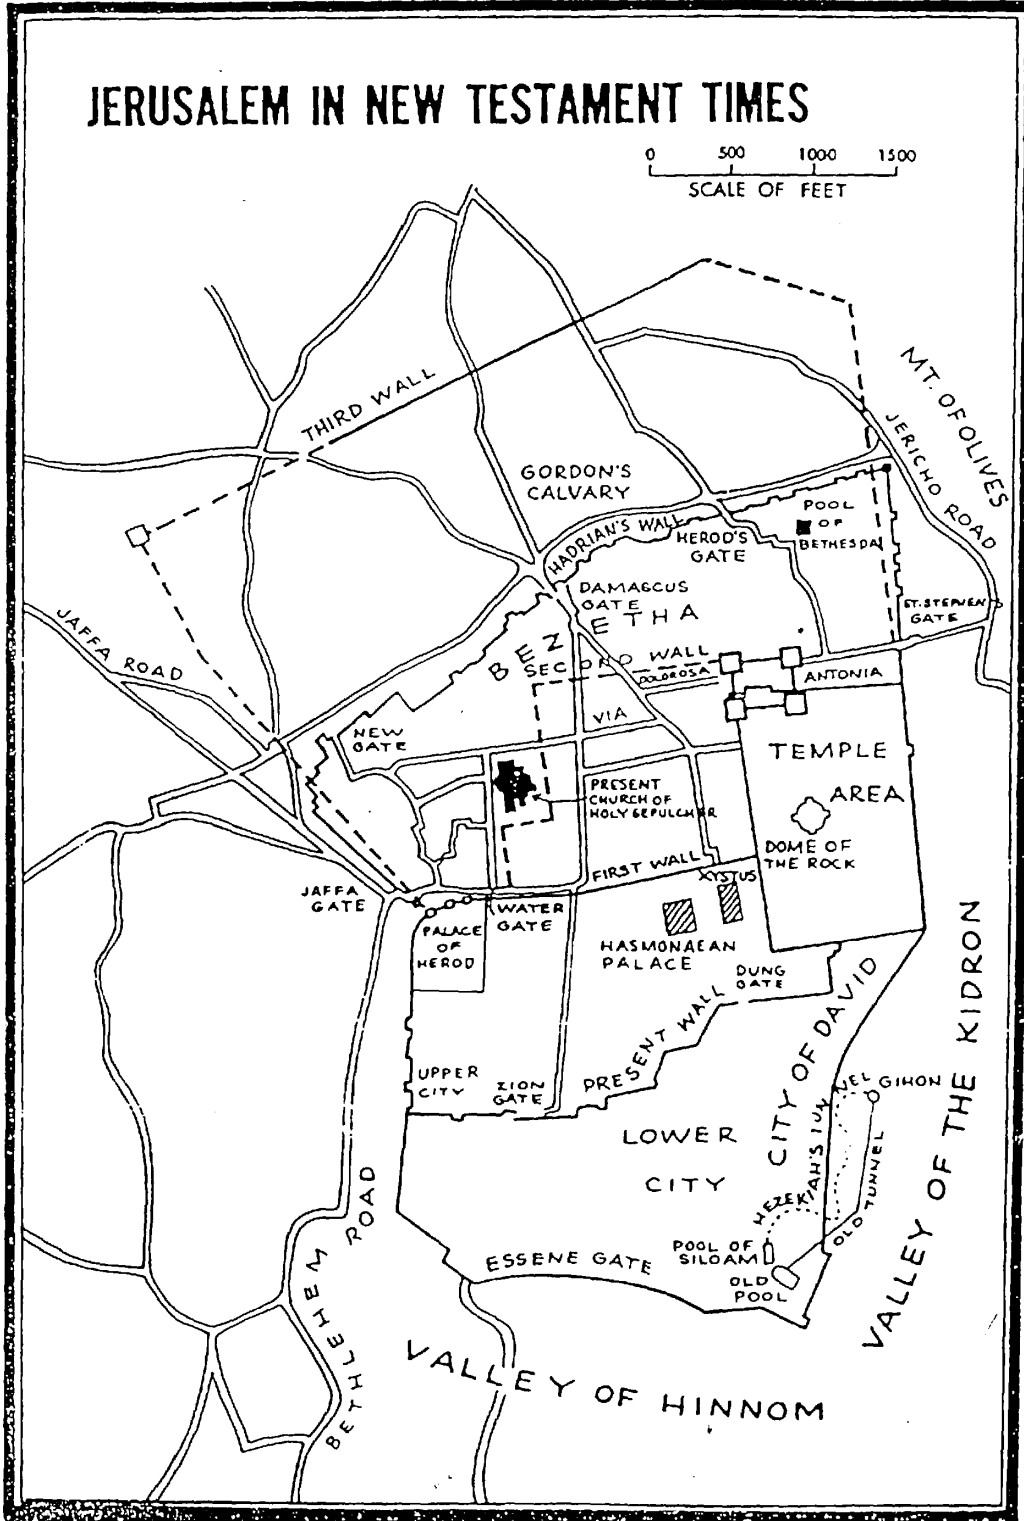 JERUSALEM IN NEW TESTAMENT TIMES
0 500 1000 1500
SCALE OF FEET
MT. OF OLIVES
THIRD WALL
JERICHO ROAD
GORDON'S
CALVARY
HADRIAN'S WALL
HEROD'S
GATE
POOL
OF
BETHESDA
DAMASCUS
GATE
ST. STEPHEN
GATE
BEZETHA
JAFFA ROAD
SECOND WALL
DOLOROSA
ANTONIA
VIA
NEW
GATE
TEMPLE
AREA
PRESENT
CHURCH OF
HOLY SEPULCHER
DOME OF
THE ROCK
FIRST WALL
XYSTUS
JAFFA
GATE
WATER
GATE
PALACE
OF
HEROD
HASMONAEAN
PALACE
DUNG
GATE
PRESENT WALL
CITY OF DAVID
VALLEY OF THE KIDRON
UPPER
CITY
ZION
GATE
GIHON
LOWER
CITY
HEZEKIAH'S TUNNEL
OLD TUNNEL
BETHLEHEM ROAD
ESSENE GATE
POOL OF
SILOAM
OLD
POOL
VALLEY OF HINNOM